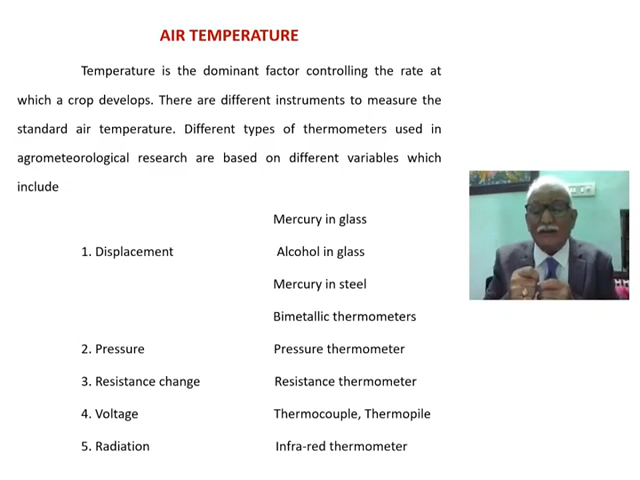 AIR TEMPERATURE
Temperature is the dominant factor controlling the rate at
which a crop develops. There are different instruments to measure the
standard air temperature. Different types of thermometers used in
agrometeorological research are based on different variables which
include
Mercury in glass
1. Displacement Alcohol in glass
Mercury in steel
Bimetallic thermometers
2. Pressure Pressure thermometer
3. Resistance change Resistance thermometer
4. Voltage Thermocouple, Thermopile
5. Radiation Infra-red thermometer